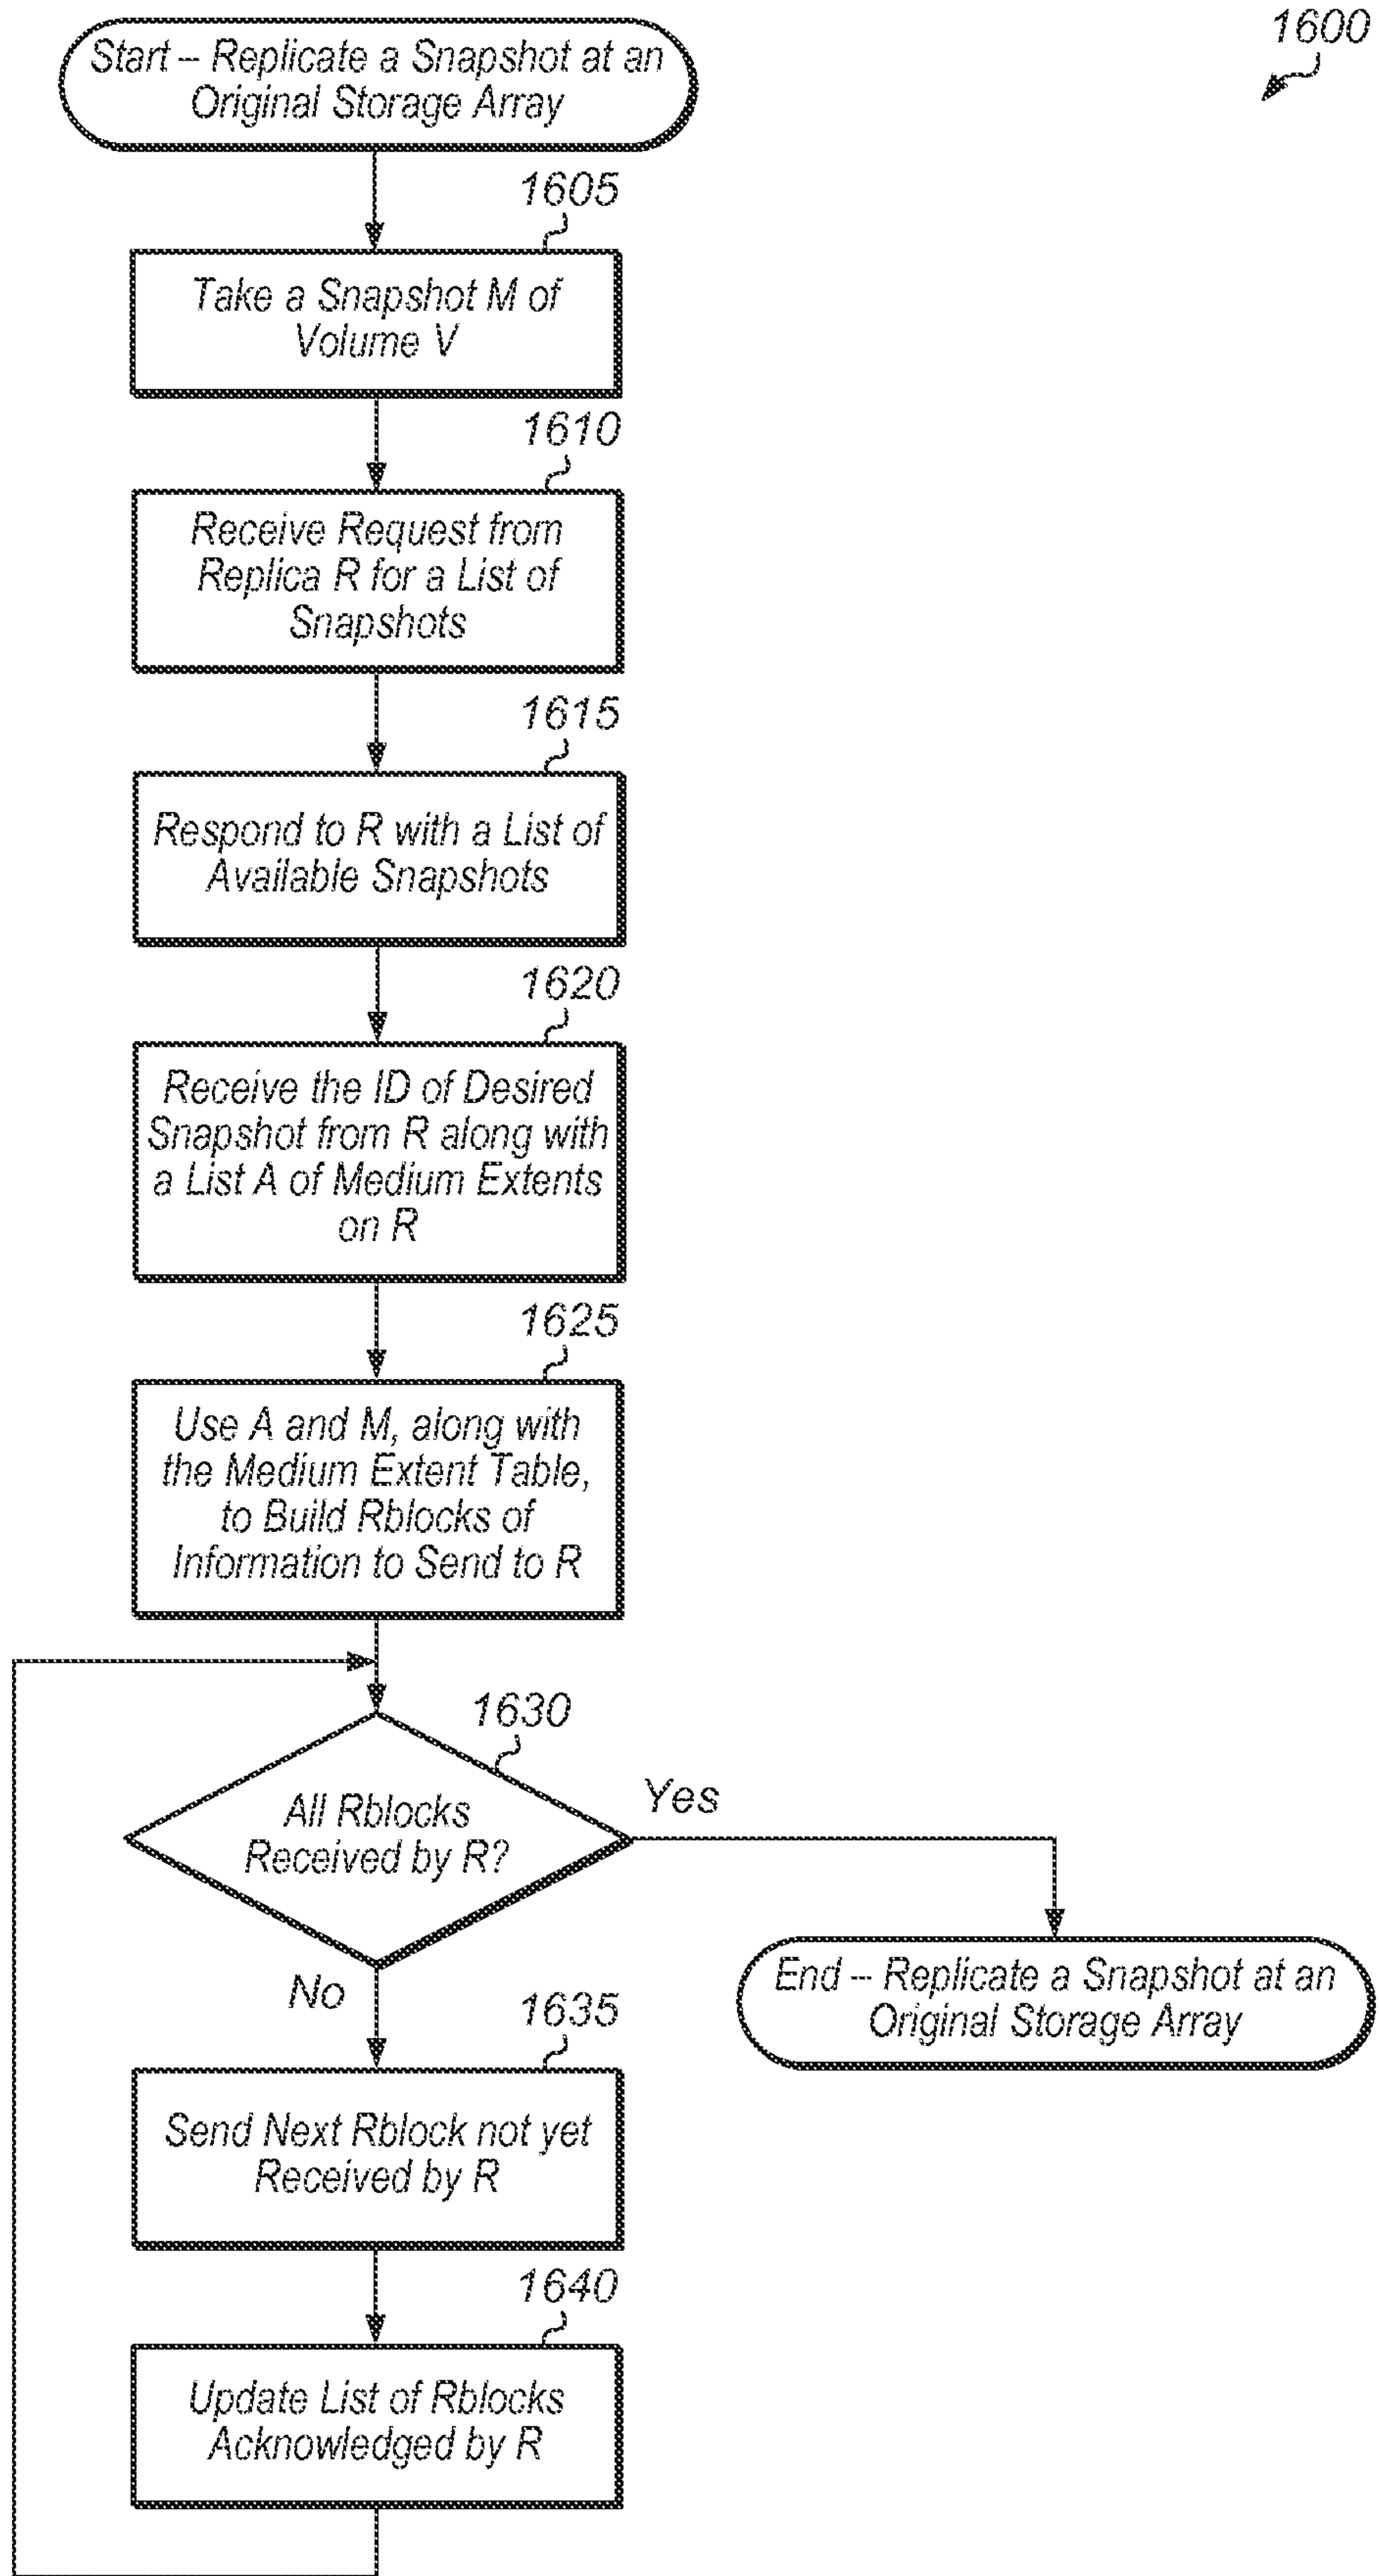 1600
Start – Replicate a Snapshot at an
Original Storage Array
1605
Take a Snapshot M of
Volume V
1610
Receive Request from
Replica R for a List of
Snapshots
1615
Respond to R with a List of
Available Snapshots
1620
Receive the ID of Desired
Snapshot from R along with
a List A of Medium Extents
on R
1625
Use A and M, along with
the Medium Extent Table,
to Build Rblocks of
Information to Send to R
1630
All Rblocks
Received by R?
Yes
End – Replicate a Snapshot at an
Original Storage Array
No
1635
Send Next Rblock not yet
Received by R
1640
Update List of Rblocks
Acknowledged by R